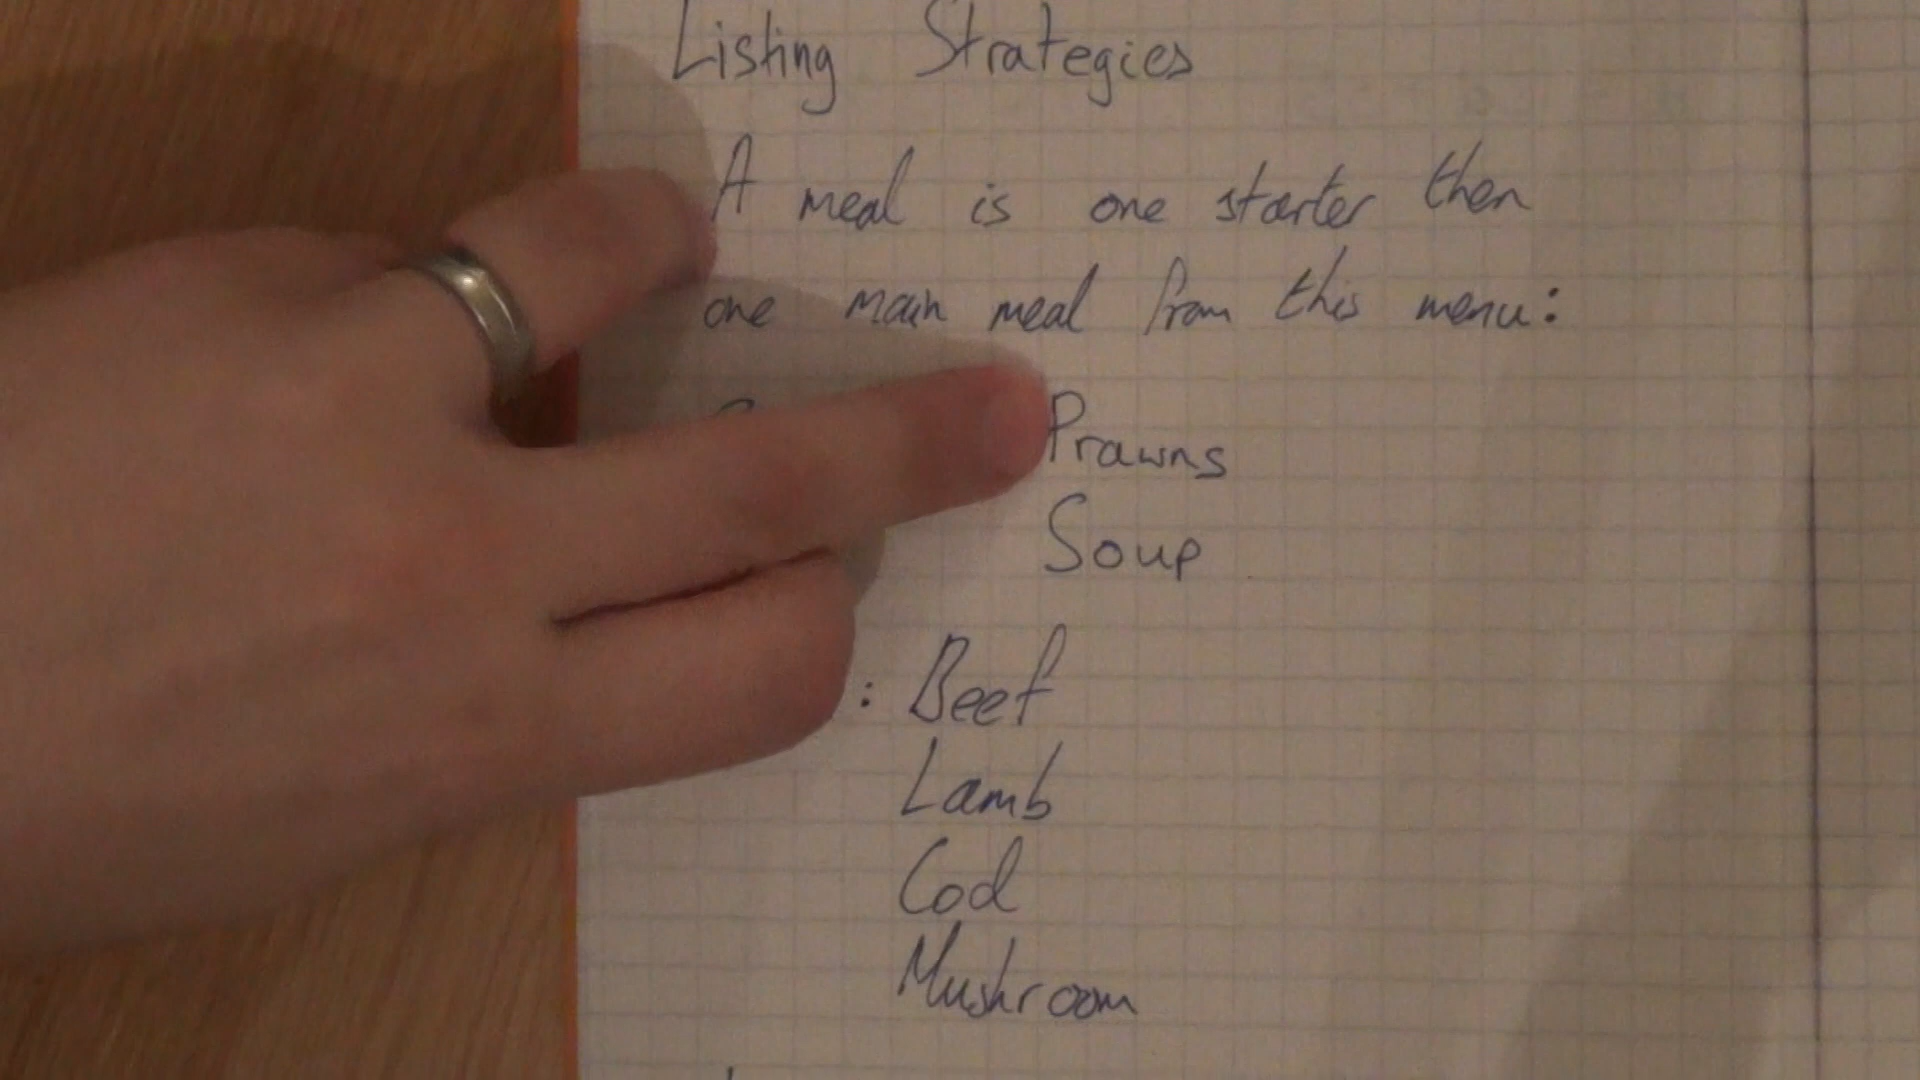 Listing Strategies
A meal is one starter then
one main meal from this menu:
Prawns
Soup
: Beef
Lamb
Cod
Mushroom